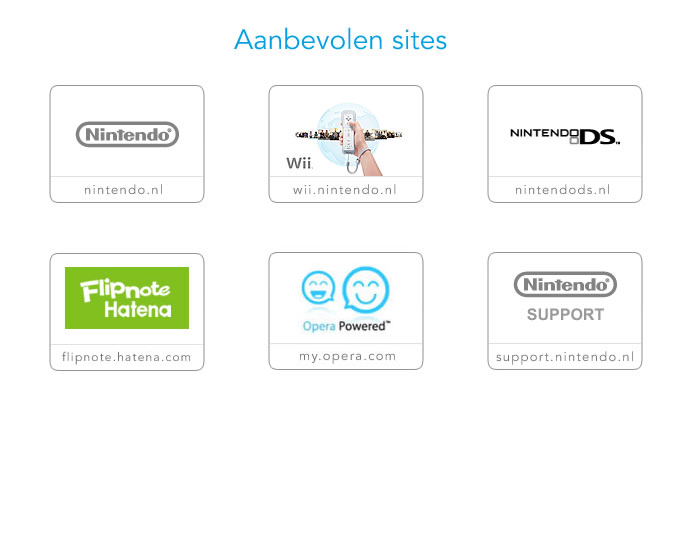 Aanbevolen sites
Nintendo®
nintendo.nl
Wii.
wii.nintendo.nl
NINTENDO DS™
nintendods.nl
Flipnote
Hatena
flipnote.hatena.com
Opera Powered™
my.opera.com
Nintendo®
SUPPORT
support.nintendo.nl